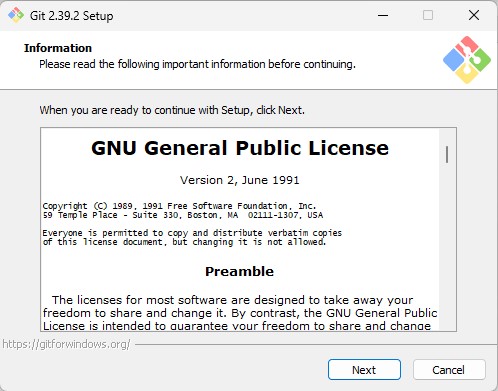 Git 2.39.2 Setup
Information
Please read the following important information before continuing.
When you are ready to continue with Setup, click Next.
GNU General Public License
Version 2, June 1991
Copyright (C) 1989, 1991 Free Software Foundation, Inc.
59 Temple Place - Suite 330, Boston, MA  02111-1307, USA
Everyone is permitted to copy and distribute verbatim copies
of this license document, but changing it is not allowed.
Preamble
The licenses for most software are designed to take away your
freedom to share and change it. By contrast, the GNU General Public
License is intended to guarantee your freedom to share and change
https://gitforwindows.org/
Next
Cancel